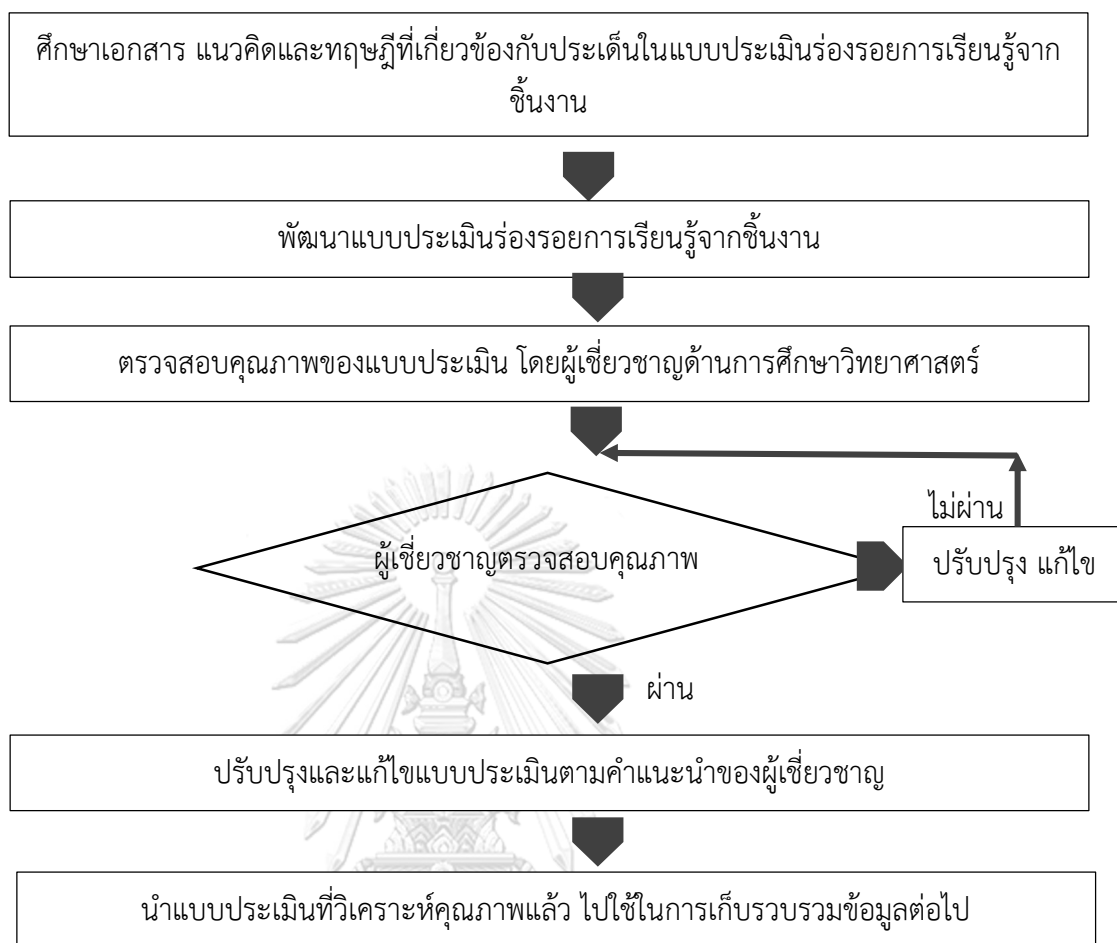 ศึกษาเอกสาร แนวคิดและทฤษฎีที่เกี่ยวข้องกับประเด็นในแบบประเมินร่องรอยการเรียนรู้จาก
ชิ้นงาน
พัฒนาแบบประเมินร่องรอยการเรียนรู้จากชิ้นงาน
ตรวจสอบคุณภาพของแบบประเมิน โดยผู้เชี่ยวชาญด้านการศึกษาวิทยาศาสตร์
ไม่ผ่าน
ผู้เชี่ยวชาญตรวจสอบคุณภาพ
ปรับปรุง แก้ไข
ผ่าน
ปรับปรุงและแก้ไขแบบประเมินตามคำแนะนำของผู้เชี่ยวชาญ
นำแบบประเมินที่วิเคราะห์คุณภาพแล้ว ไปใช้ในการเก็บรวบรวมข้อมูลต่อไป